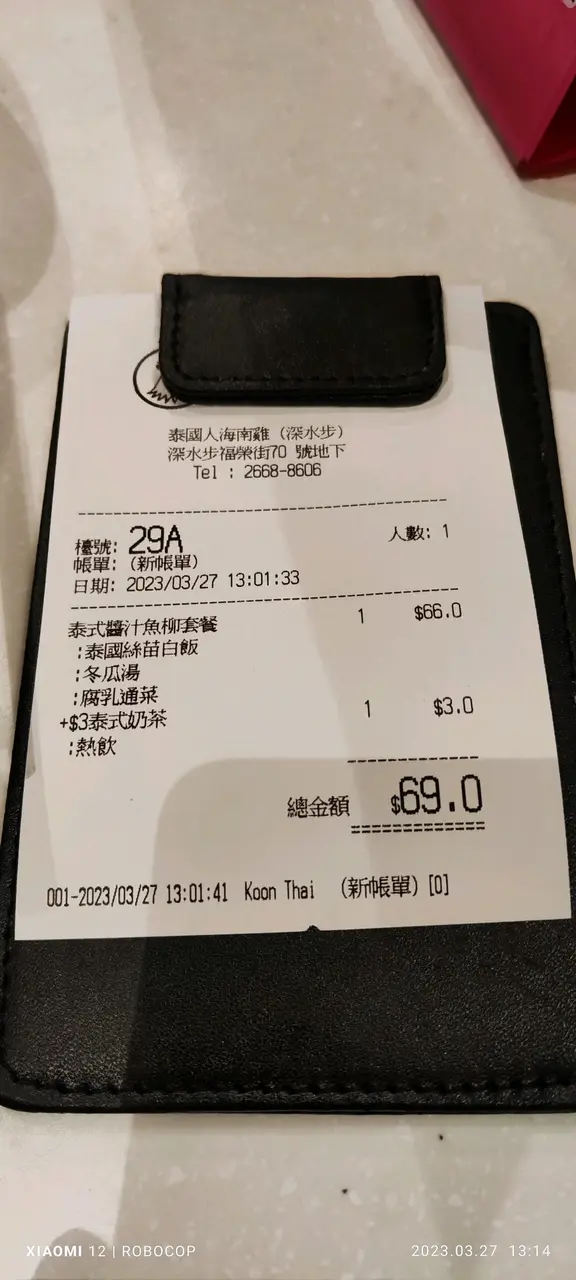 泰國人海南雞 (深水步)
深水步福榮街70 號地下
Tel : 2668-8606
檯號: 29A 人數: 1
帳單: (新帳單)
日期: 2023/03/27 13:01:33
泰式醬汁魚柳套餐 1 $66.0
:泰國絲苗白飯
:冬瓜湯
:腐乳通菜
+$3泰式奶茶 1 $3.0
:熱飲
總金額 $69.0
001-2023/03/27 13:01:41 Koon Thai (新帳單) [0]
XIAOMI 12 | ROBOCOP 2023.03.27 13:14